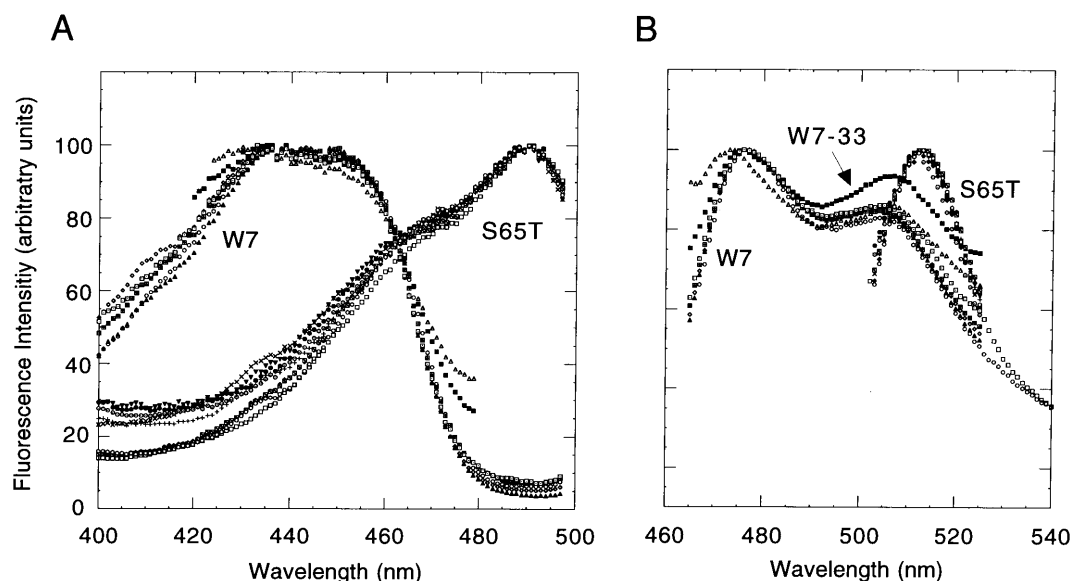 A
Fluorescence Intensitiy (arbitratry units)
100
80
60
40
20
0
W7
S65T
400
420
440
460
480
500
Wavelength (nm)
B
W7-33
S65T
W7
460
480
500
520
540
Wavelength (nm)